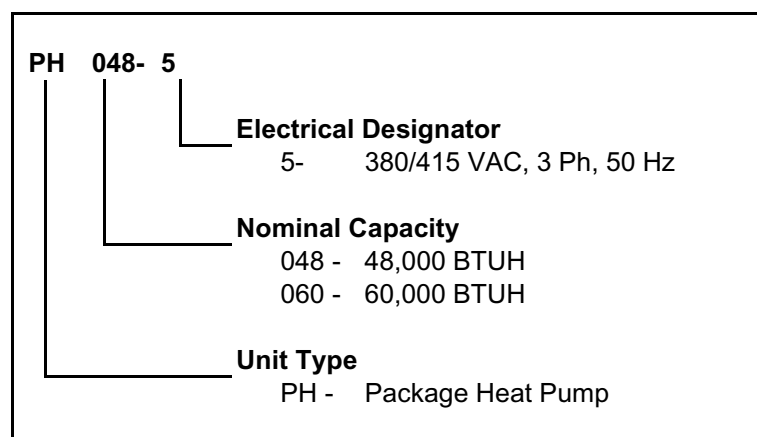 PH 048- 5
Electrical Designator
5- 380/415 VAC, 3 Ph, 50 Hz
Nominal Capacity
048 - 48,000 BTUH
060 - 60,000 BTUH
Unit Type
PH - Package Heat Pump